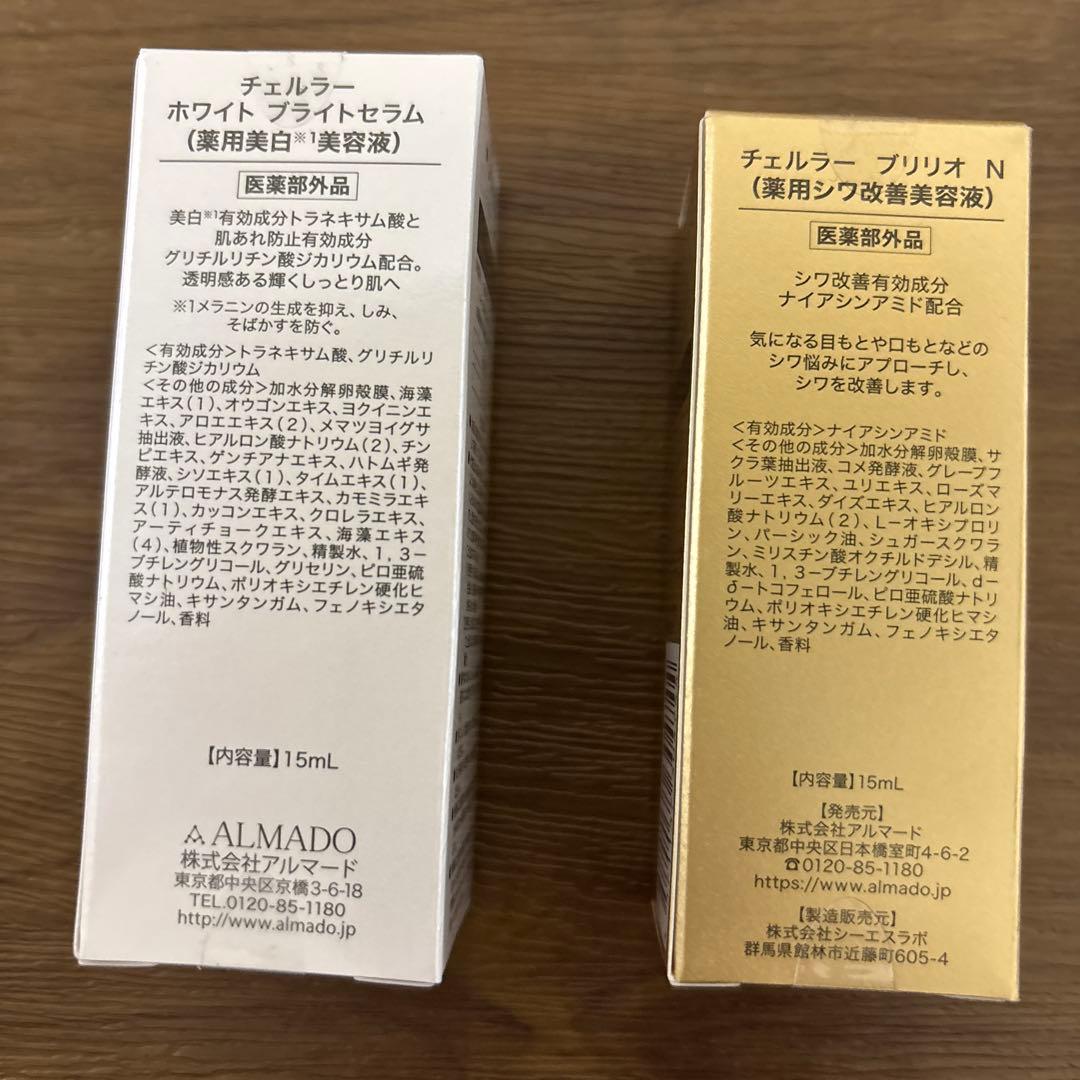 チェルラー
ホワイト ブライトセラム
(薬用美白※1美容液)
医薬部外品
美白※1有効成分トラネキサム酸と
肌あれ防止有効成分
グリチルリチン酸ジカリウム配合。
透明感ある輝くしっとり肌へ
※1メラニンの生成を抑え、しみ、
そばかすを防ぐ。
<有効成分>トラネキサム酸、グリチルリ
チン酸ジカリウム
<その他の成分>加水分解卵殻膜、海藻
エキス(1)、オウゴンエキス、ヨクイニンエ
キス、アロエエキス(2)、メマツヨイグサ
抽出液、ヒアルロン酸ナトリウム(2)、チン
ピエキス、ゲンチアナエキス、ハトムギ発
酵液、シソエキス(1)、タイムエキス(1)、
アルテロモナス発酵エキス、カモミラエキ
ス(1)、カッコンエキス、クロレラエキス、
アーティチョークエキス、海藻エキス
(4)、植物性スクワラン、精製水、1,3-
ブチレングリコール、グリセリン、ピロ亜硫
酸ナトリウム、ポリオキシエチレン硬化ヒ
マシ油、キサンタンガム、フェノキシエタ
ノール、香料
【内容量】15mL
ALMADO
株式会社アルマード
東京都中央区京橋3-6-18
TEL.0120-85-1180
http://www.almado.jp
チェルラー ブリリオ N
(薬用シワ改善美容液)
医薬部外品
シワ改善有効成分
ナイアシンアミド配合
気になる目もとや口もとなどの
シワ悩みにアプローチし、
シワを改善します。
<有効成分>ナイアシンアミド
<その他の成分>加水分解卵殻膜、サ
クラ葉抽出液、コメ発酵液、グレープフ
ルーツエキス、ユリエキス、ローズマ
リーエキス、ダイズエキス、ヒアルロン
酸ナトリウム(2)、L-オキシプロリ
ン、パーシック油、シュガースクワラ
ン、ミリスチン酸オクチルドデシル、精
製水、1,3-ブチレングリコール、d-
δ-トコフェロール、ピロ亜硫酸ナトリ
ウム、ポリオキシエチレン硬化ヒマシ
油、キサンタンガム、フェノキシエタ
ノール、香料
【内容量】15mL
【発売元】
株式会社アルマード
東京都中央区日本橋室町4-6-2
☎0120-85-1180
https://www.almado.jp
【製造販売元】
株式会社シーエスラボ
群馬県館林市近藤町605-4